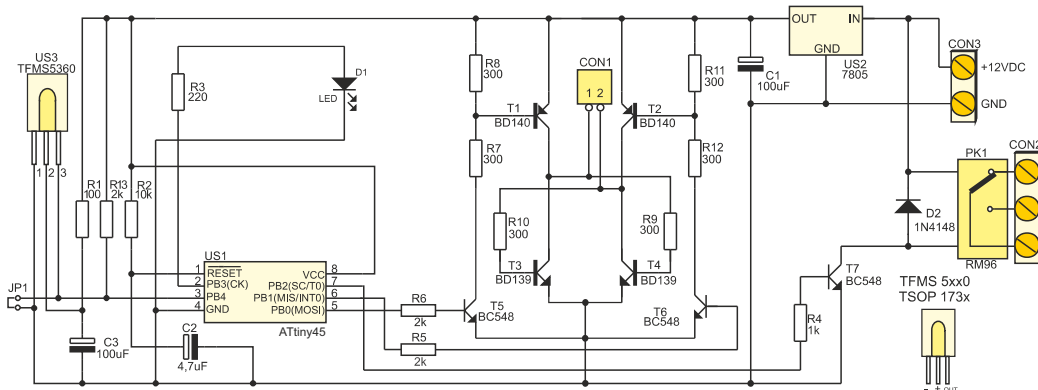 US3
TFMS5360
1 2 3
R1
100
R13
2k
R2
10k
R3
220
D1
LED
R8
300
R7
300
T1
BD140
CON1
1 2
T2
BD140
R11
300
R12
300
R10
300
R9
300
T3
BD139
T4
BD139
C1
100uF
OUT IN
GND
US2
7805
CON3
+12VDC
GND
PK1
CON2
D2
1N4148
RM96
US1
1 RESET VCC 8
2 PB3(CK) PB2(SC/T0) 7
3 PB4 PB1(MIS/INT0) 6
4 GND PB0(MOSI) 5
ATtiny45
JP1
C3
100uF
C2
4,7uF
R6
2k
R5
2k
T5
BC548
T6
BC548
T7
BC548
R4
1k
TFMS 5xx0
TSOP 173x
- + OUT